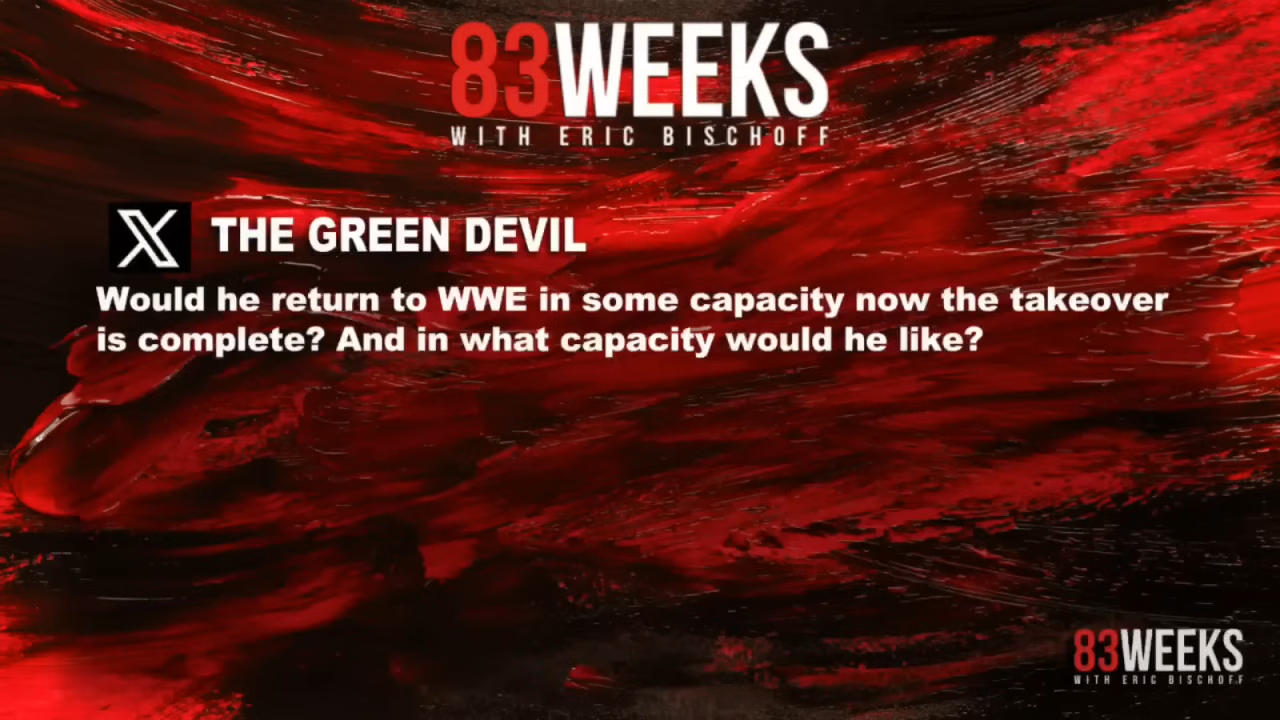 83WEEKS
WITH ERIC BISCHOFF
X THE GREEN DEVIL
Would he return to WWE in some capacity now the takeover
is complete? And in what capacity would he like?
83WEEKS
WITH ERIC BISCHOFF